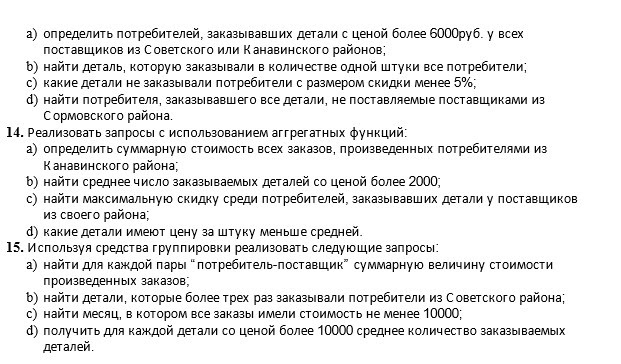 a) определить потребителей, заказывавших детали с ценой более 6000руб. у всех
поставщиков из Советского или Канавинского районов;
b) найти деталь, которую заказывали в количестве одной штуки все потребители;
c) какие детали не заказывали потребители с размером скидки менее 5%;
d) найти потребителя, заказывавшего все детали, не поставляемые поставщиками из
Сормовского района.
14. Реализовать запросы с использованием аггрегатных функций:
a) определить суммарную стоимость всех заказов, произведенных потребителями из
Канавинского района;
b) найти среднее число заказываемых деталей со ценой более 2000;
c) найти максимальную скидку среди потребителей, заказывавших детали у поставщиков
из своего района;
d) какие детали имеют цену за штуку меньше средней.
15. Используя средства группировки реализовать следующие запросы:
a) найти для каждой пары “потребитель-поставщик” суммарную величину стоимости
произведенных заказов;
b) найти детали, которые более трех раз заказывали потребители из Советского района;
c) найти месяц, в котором все заказы имели стоимость не менее 10000;
d) получить для каждой детали со ценой более 10000 среднее количество заказываемых
деталей.